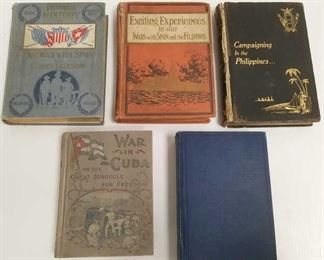 HISTORY
WAR WITH SPAIN
Exciting Experiences
in our
WARS with SPAIN and the FILIPINOS
Campaigning
in the
Philippines...
WAR
IN
CUBA
OR THE
GREAT STRUGGLE
FOR FREEDOM